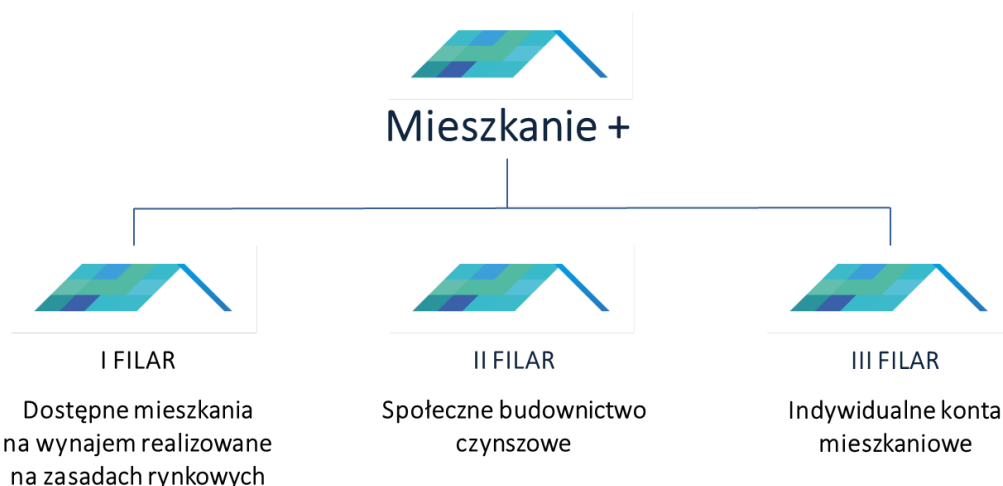 Mieszkanie +
I FILAR
Dostępne mieszkania
na wynajem realizowane
na zasadach rynkowych
II FILAR
Społeczne budownictwo
czynszowe
III FILAR
Indywidualne konta
mieszkaniowe